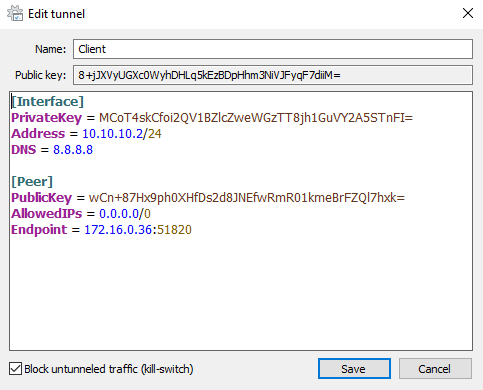 Edit tunnel
Name: Client
Public key: 8+jJXVyUGXc0WyhDHLq5kEzBDpHhm3NiVJFyqF7diiM=
[Interface]
PrivateKey = MCoT4skCfoi2QV1BZlcZweWGzTT8jh1GuVY2A5STnFI=
Address = 10.10.10.2/24
DNS = 8.8.8.8
[Peer]
PublicKey = wCn+87Hx9ph0XHfDs2d8JNEfwRmR01kmeBrFZQl7hxk=
AllowedIPs = 0.0.0.0/0
Endpoint = 172.16.0.36:51820
Block untunneled traffic (kill-switch)
Save
Cancel